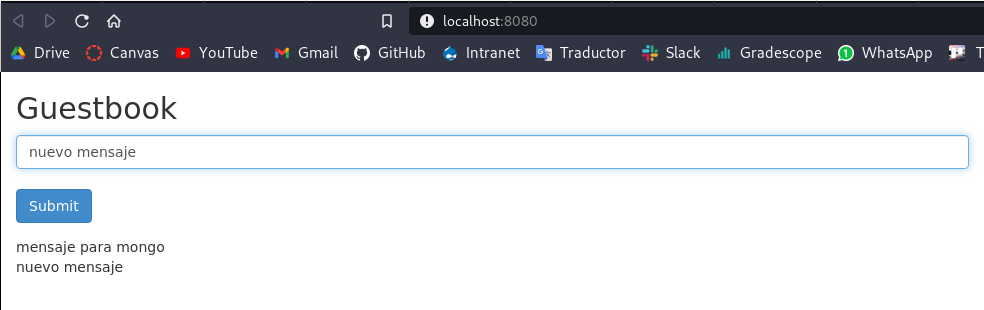 localhost:8080
Drive Canvas YouTube Gmail GitHub Intranet Traductor Slack Gradescope 1 WhatsApp T
Guestbook
nuevo mensaje
Submit
mensaje para mongo
nuevo mensaje